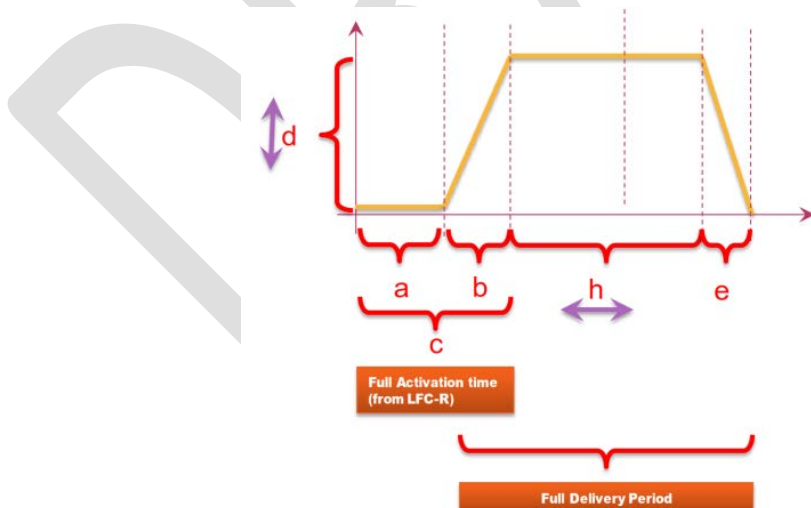 d
a
b
h
e
c
Full Activation time
(from LFC-R)
Full Delivery Period